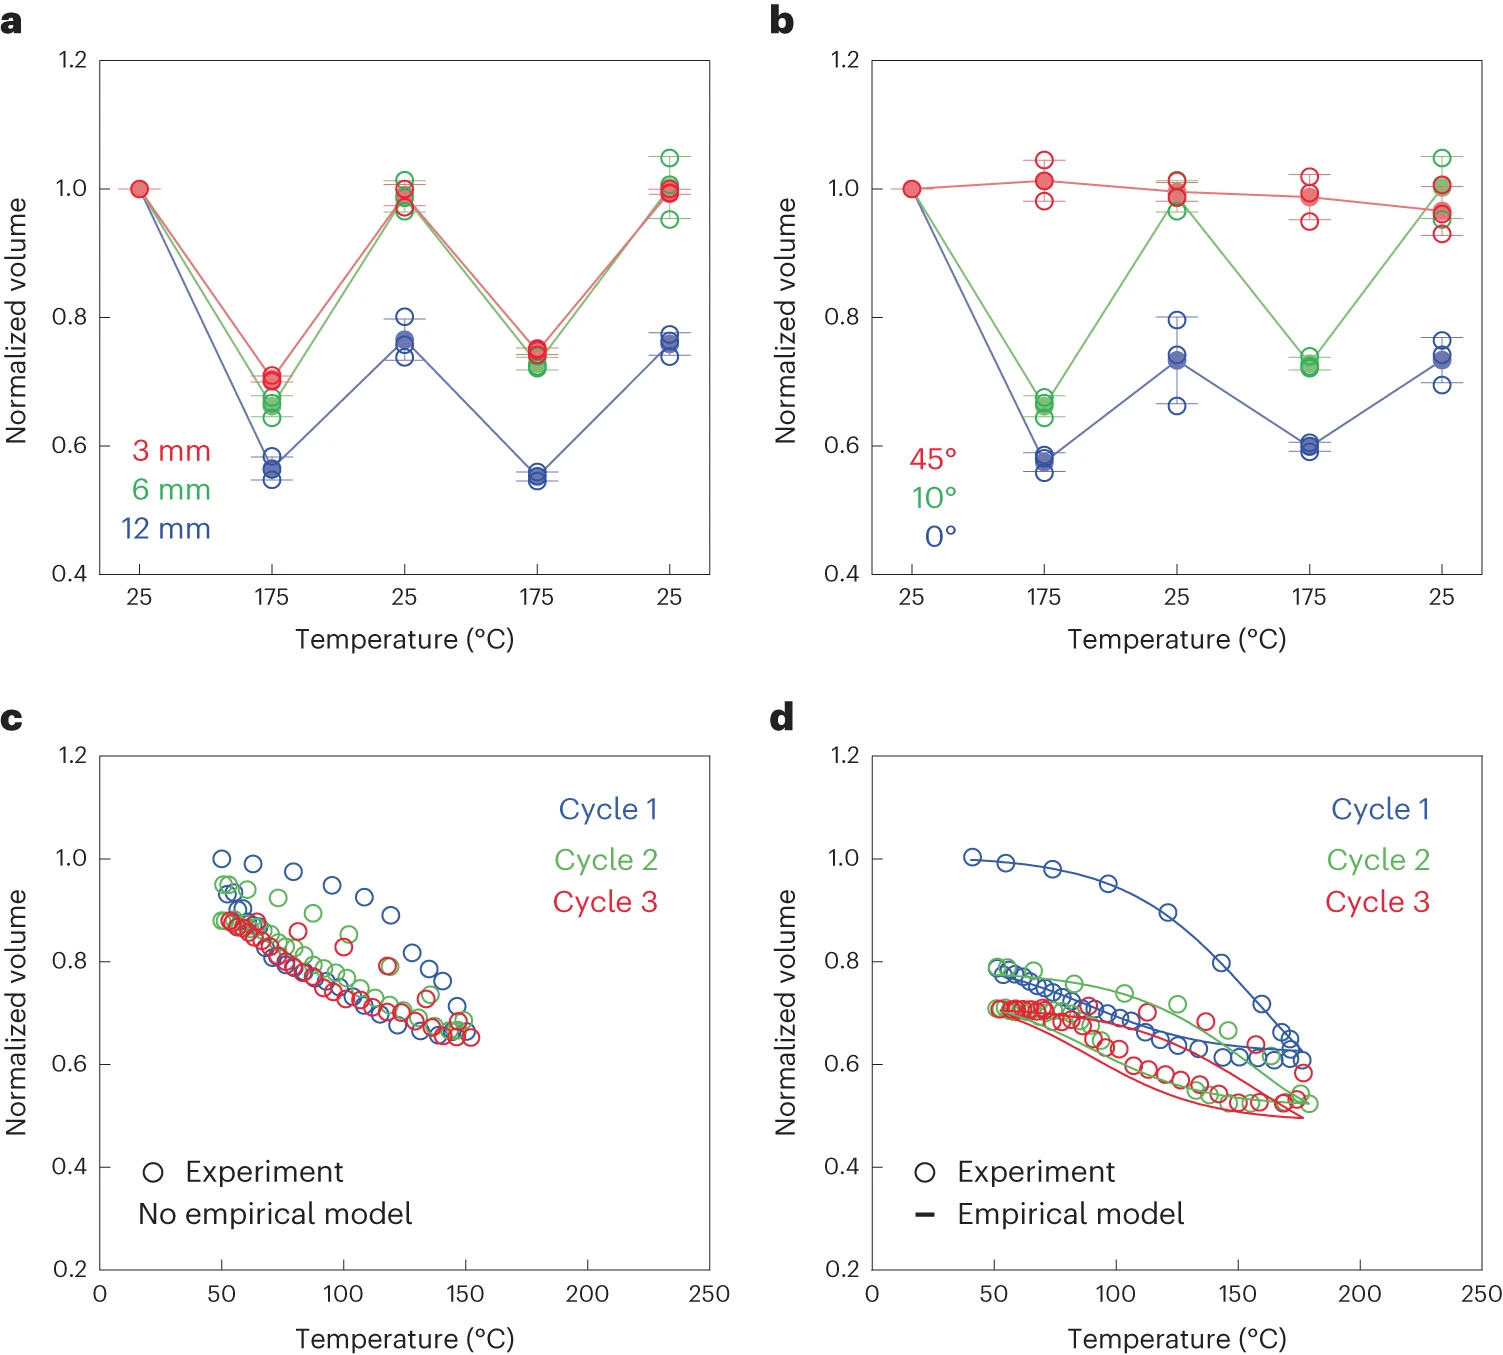 a
1.2
1.0
0.8
0.6
0.4
Normalized volume
3 mm
6 mm
12 mm
25 175 25 175 25
Temperature (°C)
b
1.2
1.0
0.8
0.6
0.4
Normalized volume
45°
10°
0°
25 175 25 175 25
Temperature (°C)
c
1.2
1.0
0.8
0.6
0.4
0.2
Normalized volume
Cycle 1
Cycle 2
Cycle 3
Experiment
No empirical model
0 50 100 150 200 250
Temperature (°C)
d
1.2
1.0
0.8
0.6
0.4
0.2
Normalized volume
Cycle 1
Cycle 2
Cycle 3
Experiment
Empirical model
0 50 100 150 200 250
Temperature (°C)